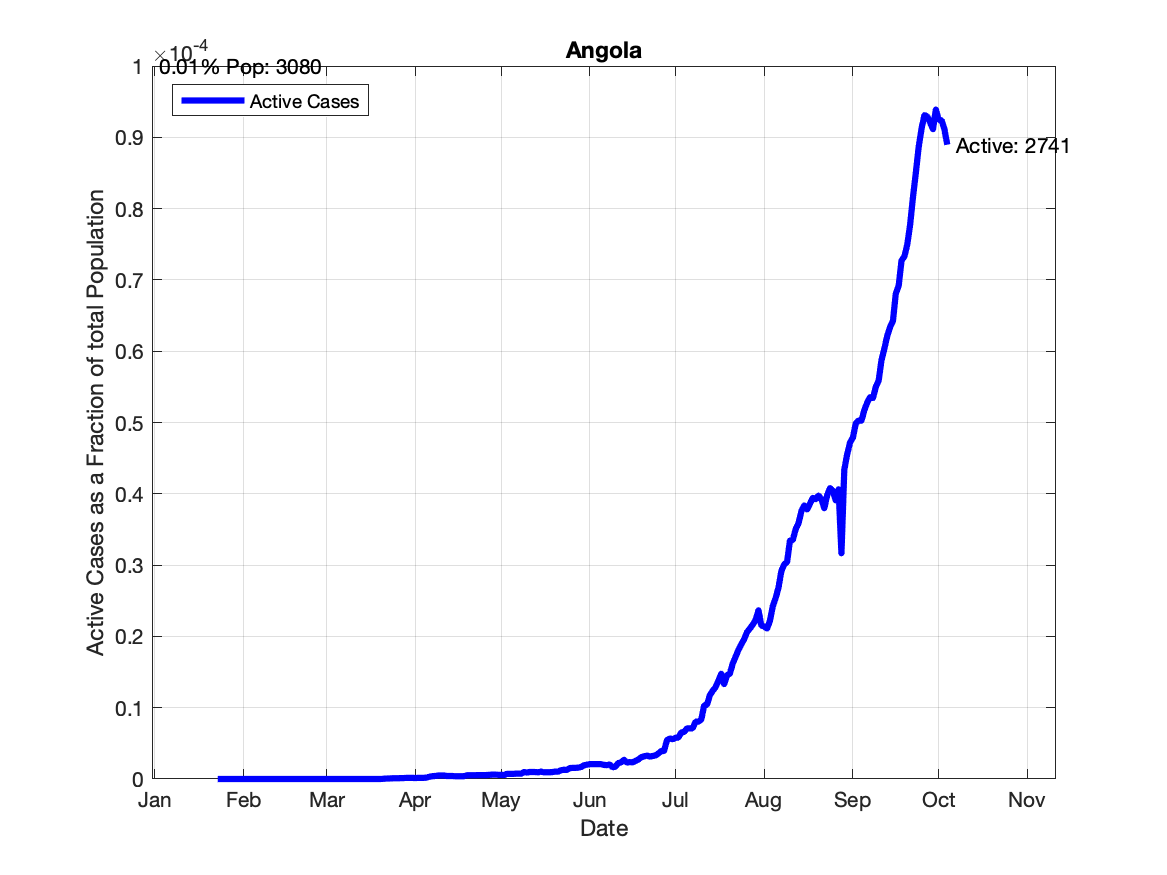 Angola
×10-4
0.01% Pop: 3080
Active Cases
Active: 2741
Active Cases as a Fraction of total Population
1
0.9
0.8
0.7
0.6
0.5
0.4
0.3
0.2
0.1
0
Jan Feb Mar Apr May Jun Jul Aug Sep Oct Nov
Date